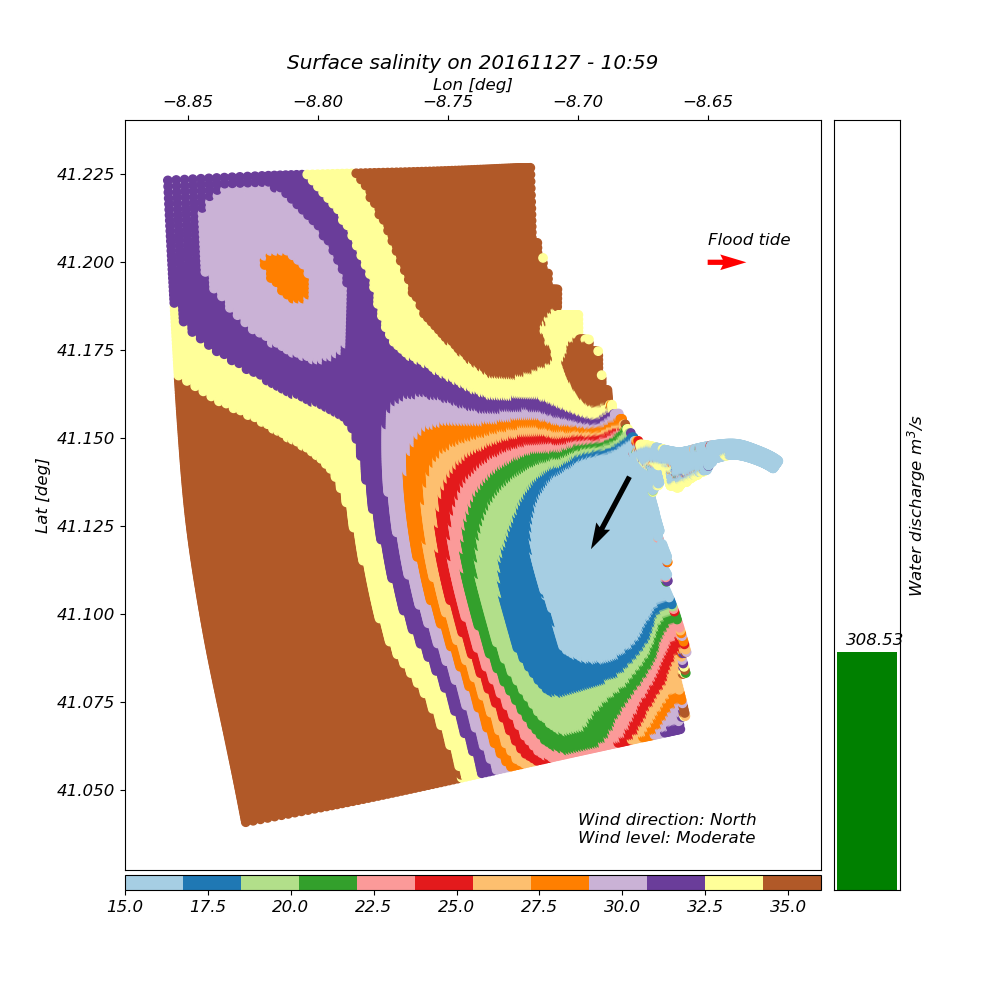 Surface salinity on 20161127 - 10:59
Lon [deg]
−8.85 −8.80 −8.75 −8.70 −8.65
41.225
41.200
41.175
41.150
41.125
41.100
41.075
41.050
Lat [deg]
Flood tide
Wind direction: North
Wind level: Moderate
308.53
Water discharge m³/s
15.0 17.5 20.0 22.5 25.0 27.5 30.0 32.5 35.0